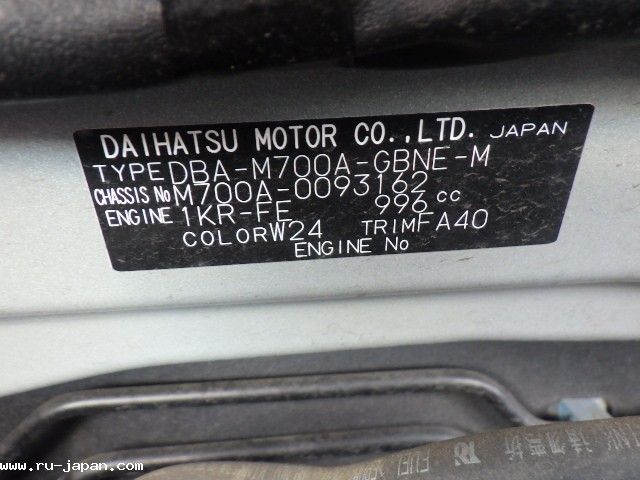 DAIHATSU MOTOR CO.,LTD. JAPAN
TYPE DBA-M700A-GBNE-M
CHASSIS No M700A-0093162
ENGINE 1KR-FE 996 cc
COLOR W24 TRIM FA40
ENGINE No
FUEL
www.ru-japan.com